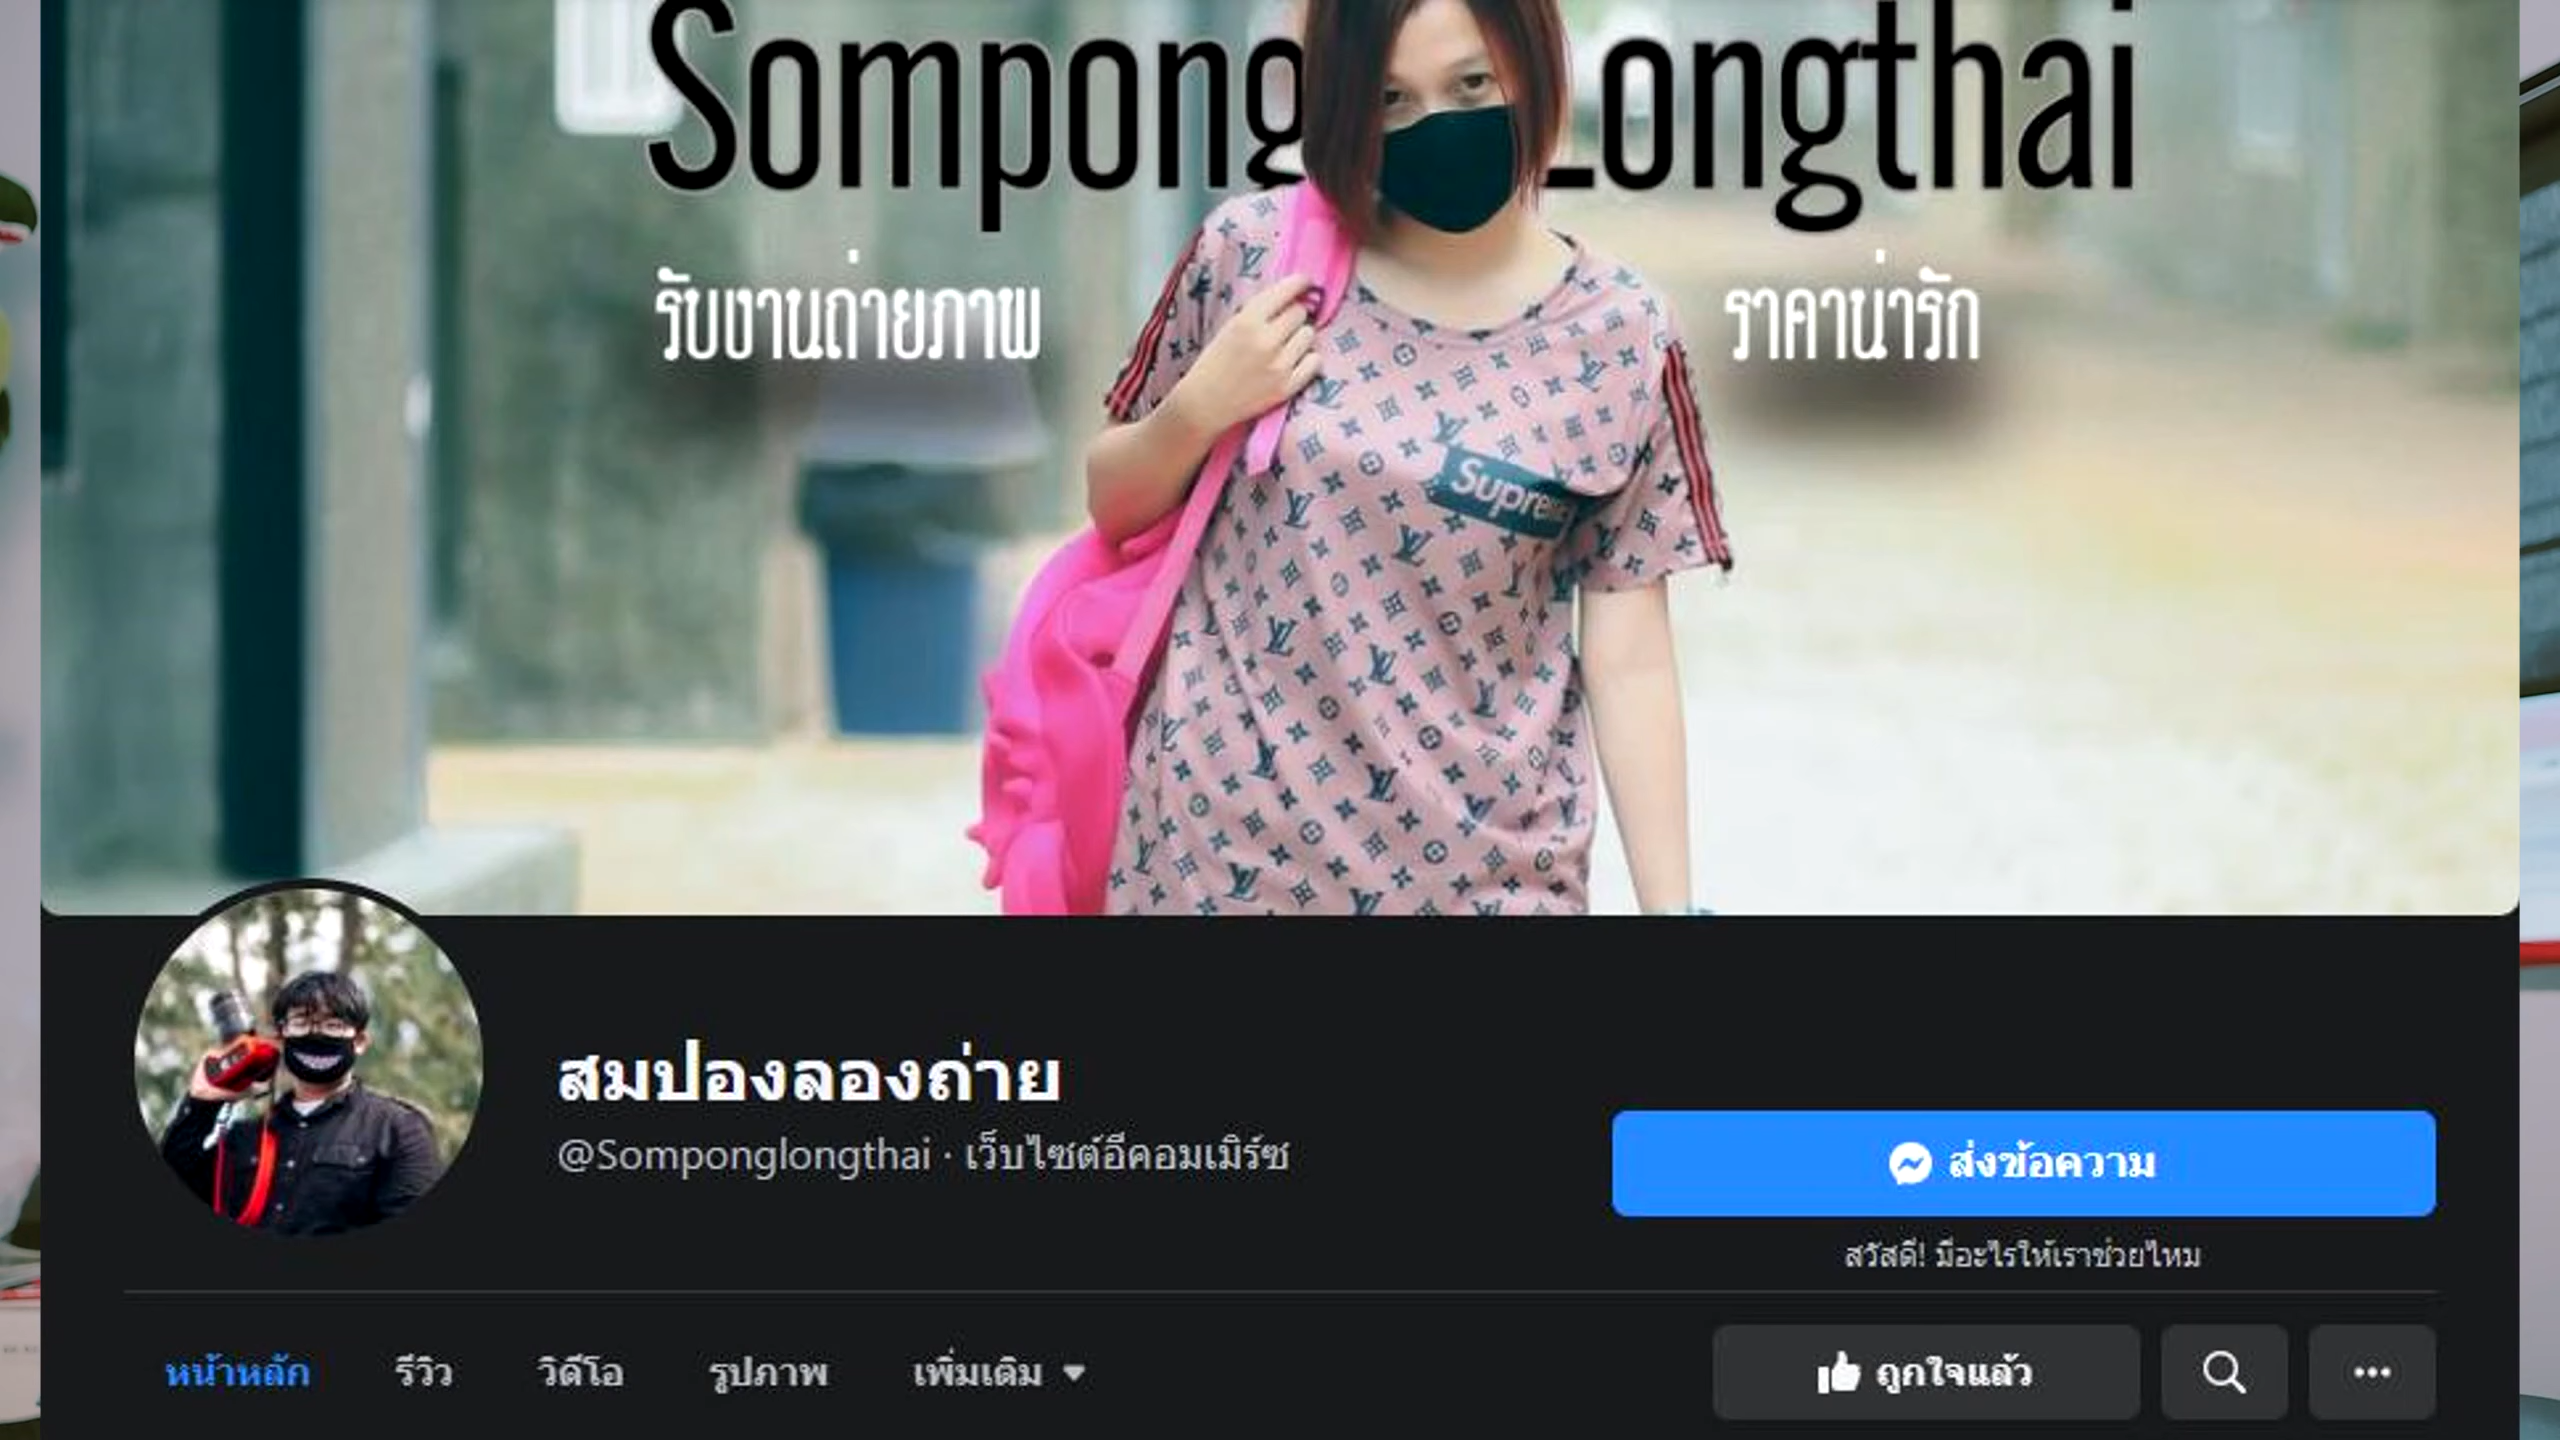 Sompong Longthai
รับงานถ่ายภาพ ราคาน่ารัก
สมปองลองถ่าย
@Somponglongthai · เว็บไซต์อีคอมเมิร์ซ
ส่งข้อความ
สวัสดี! มีอะไรให้เราช่วยไหม
หน้าหลัก รีวิว วิดีโอ รูปภาพ เพิ่มเติม ถูกใจแล้ว